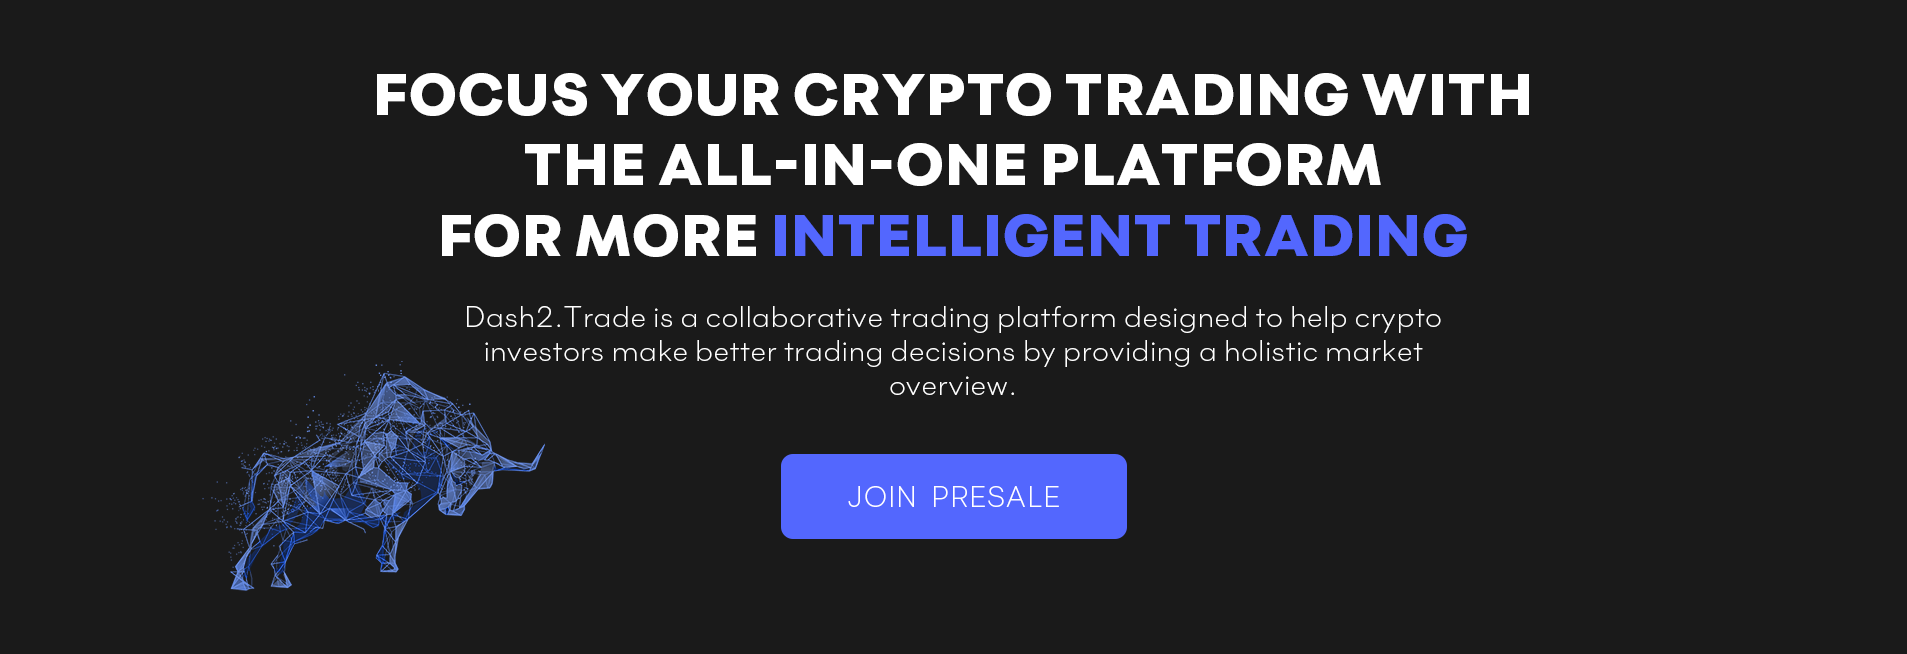 FOCUS YOUR CRYPTO TRADING WITH
THE ALL-IN-ONE PLATFORM
FOR MORE INTELLIGENT TRADING
Dash2.Trade is a collaborative trading platform designed to help crypto
investors make better trading decisions by providing a holistic market
overview.
JOIN PRESALE